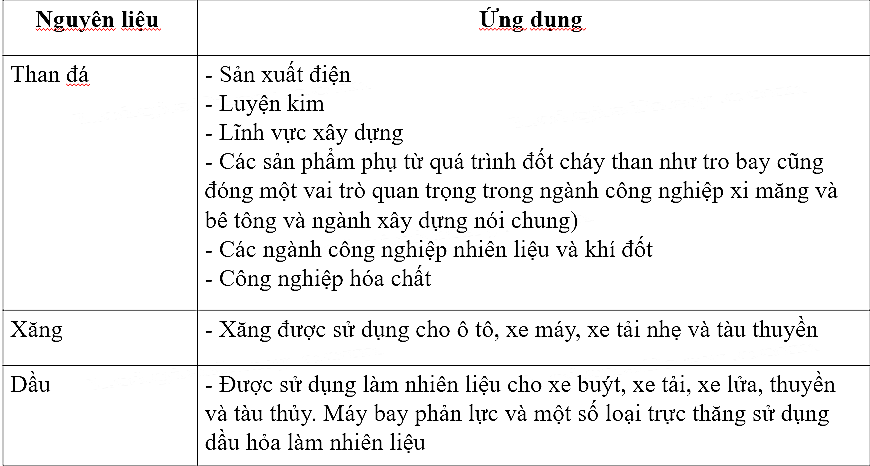 Nguyên liệu
Ứng dụng
Than đá
- Sản xuất điện
- Luyện kim
- Lĩnh vực xây dựng
- Các sản phẩm phụ từ quá trình đốt cháy than như tro bay cũng
đóng một vai trò quan trọng trong ngành công nghiệp xi măng và
bê tông và ngành xây dựng nói chung)
- Các ngành công nghiệp nhiên liệu và khí đốt
- Công nghiệp hóa chất
Xăng
- Xăng được sử dụng cho ô tô, xe máy, xe tải nhẹ và tàu thuyền
Dầu
- Được sử dụng làm nhiên liệu cho xe buýt, xe tải, xe lửa, thuyền
và tàu thủy. Máy bay phản lực và một số loại trực thăng sử dụng
dầu hỏa làm nhiên liệu